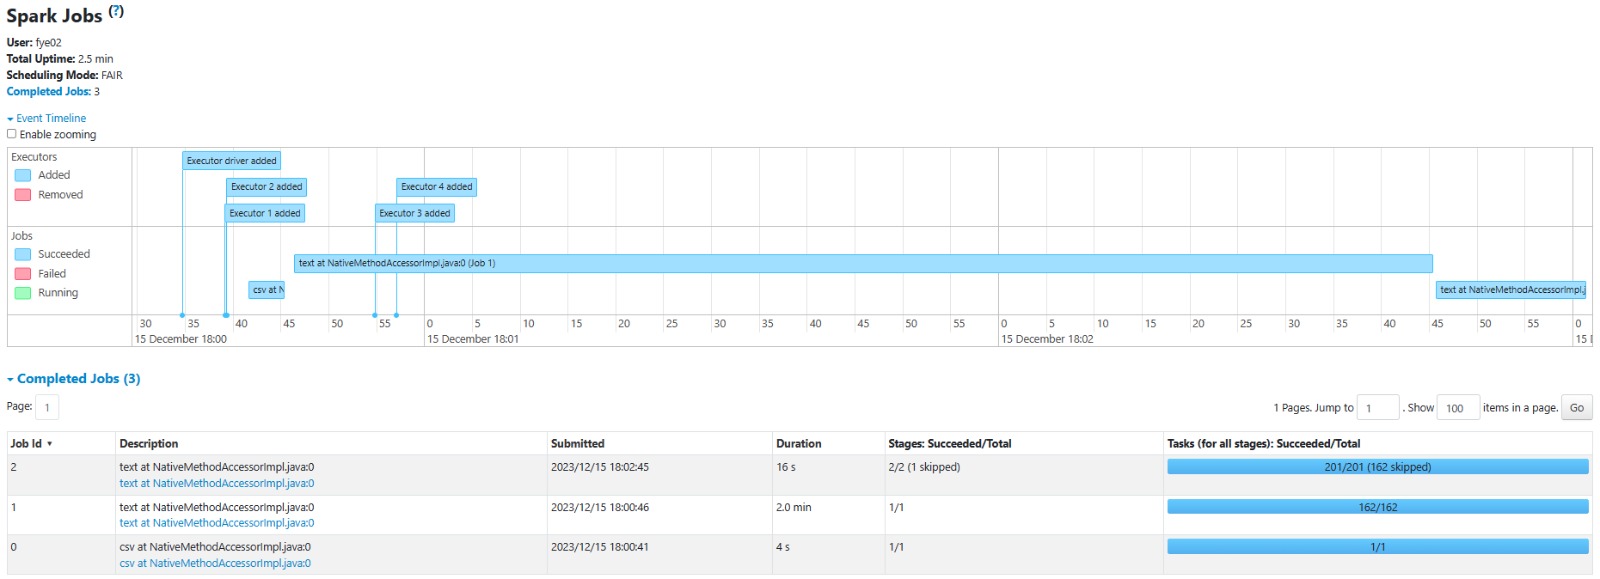 Spark Jobs (?)
User: fye02
Total Uptime: 2.5 min
Scheduling Mode: FAIR
Completed Jobs: 3
Event Timeline
Enable zooming
Executors
Added
Removed
Executor driver added
Executor 2 added
Executor 4 added
Executor 1 added
Executor 3 added
Jobs
Succeeded
Failed
Running
text at NativeMethodAccessorImpl.java:0 (Job 1)
csv at N
text at NativeMethodAccessorImpl.j
30 35 40 45 50 55 0 5 10 15 20 25 30 35 40 45 50 55 0 5 10 15 20 25 30 35 40 45 50 55 0
15 December 18:00 15 December 18:01 15 December 18:02 15
Completed Jobs (3)
Page: 1 1 Pages. Jump to 1 . Show 100 items in a page. Go
Job Id ▾ Description Submitted Duration Stages: Succeeded/Total Tasks (for all stages): Succeeded/Total
2 text at NativeMethodAccessorImpl.java:0 2023/12/15 18:02:45 16 s 2/2 (1 skipped) 201/201 (162 skipped)
text at NativeMethodAccessorImpl.java:0
1 text at NativeMethodAccessorImpl.java:0 2023/12/15 18:00:46 2.0 min 1/1 162/162
text at NativeMethodAccessorImpl.java:0
0 csv at NativeMethodAccessorImpl.java:0 2023/12/15 18:00:41 4 s 1/1 1/1
csv at NativeMethodAccessorImpl.java:0